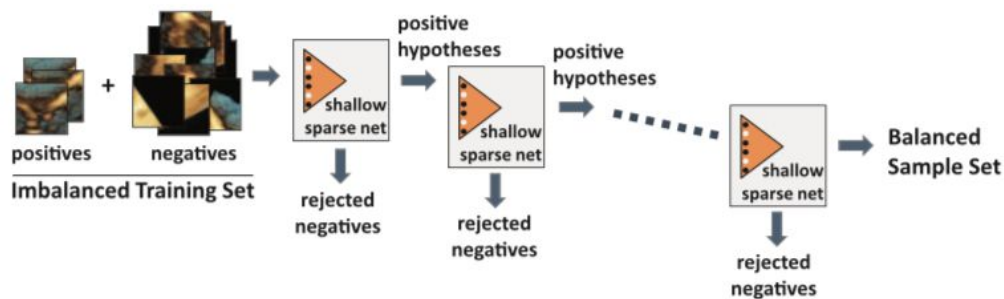 positives
+
negatives
Imbalanced Training Set
shallow
sparse net
rejected
negatives
positive
hypotheses
shallow
sparse net
rejected
negatives
positive
hypotheses
shallow
sparse net
rejected
negatives
Balanced
Sample Set